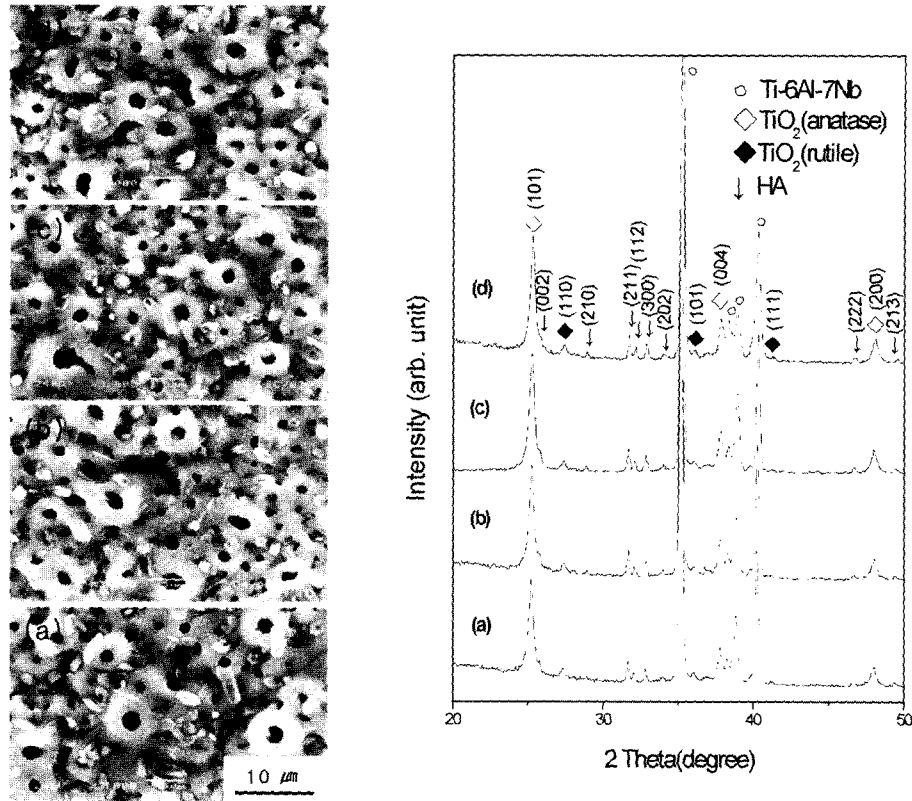 c)
(b)
(a)
10 μm
Intensity (arb. unit)
○ Ti-6Al-7Nb
◇ TiO₂(anatase)
◆ TiO₂(rutile)
↓ HA
(101)
(002)
(110)
(210)
(211)
(112)
(300)
(202)
(101)
(004)
(111)
(222)
(200)
(213)
(d)
(c)
(b)
(a)
20 30 40 50
2 Theta(degree)